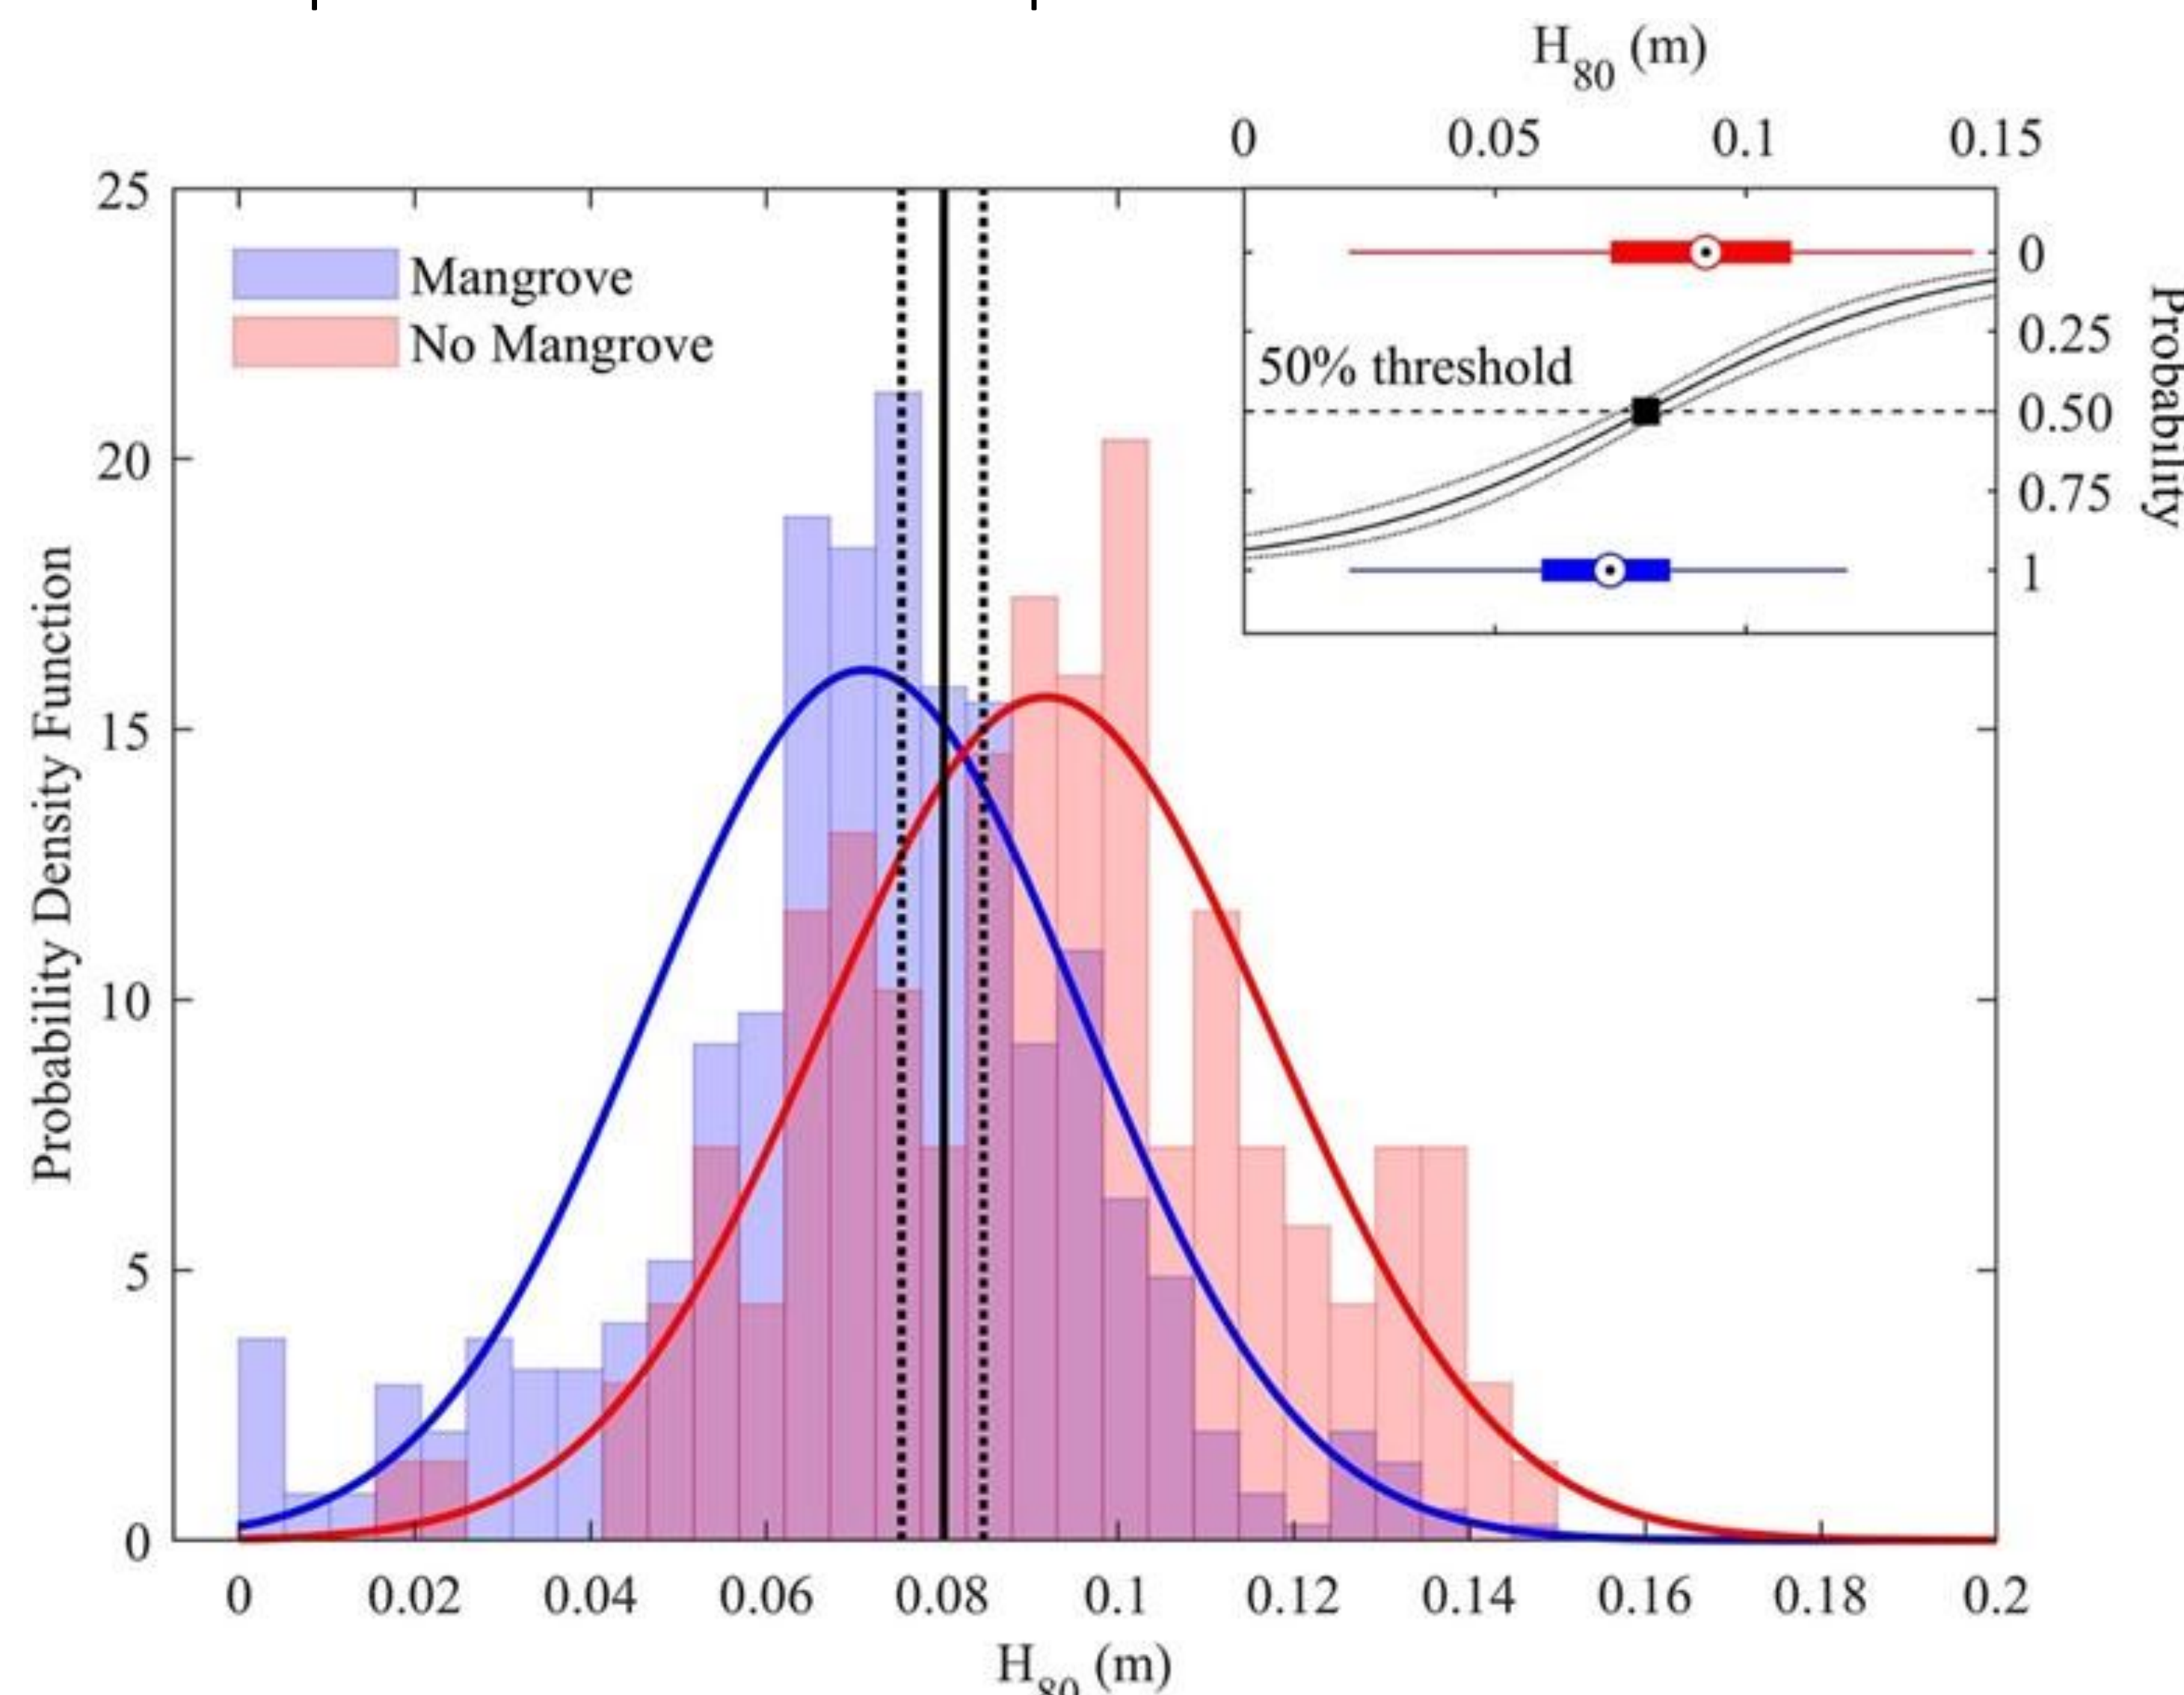 H80 (m)
0 0.05 0.1 0.15
25
Mangrove
No Mangrove
0
0.25
50% threshold
0.50
0.75
1
Probability
20
15
10
5
0
Probability Density Function
0 0.02 0.04 0.06 0.08 0.1 0.12 0.14 0.16 0.18 0.2
H80 (m)